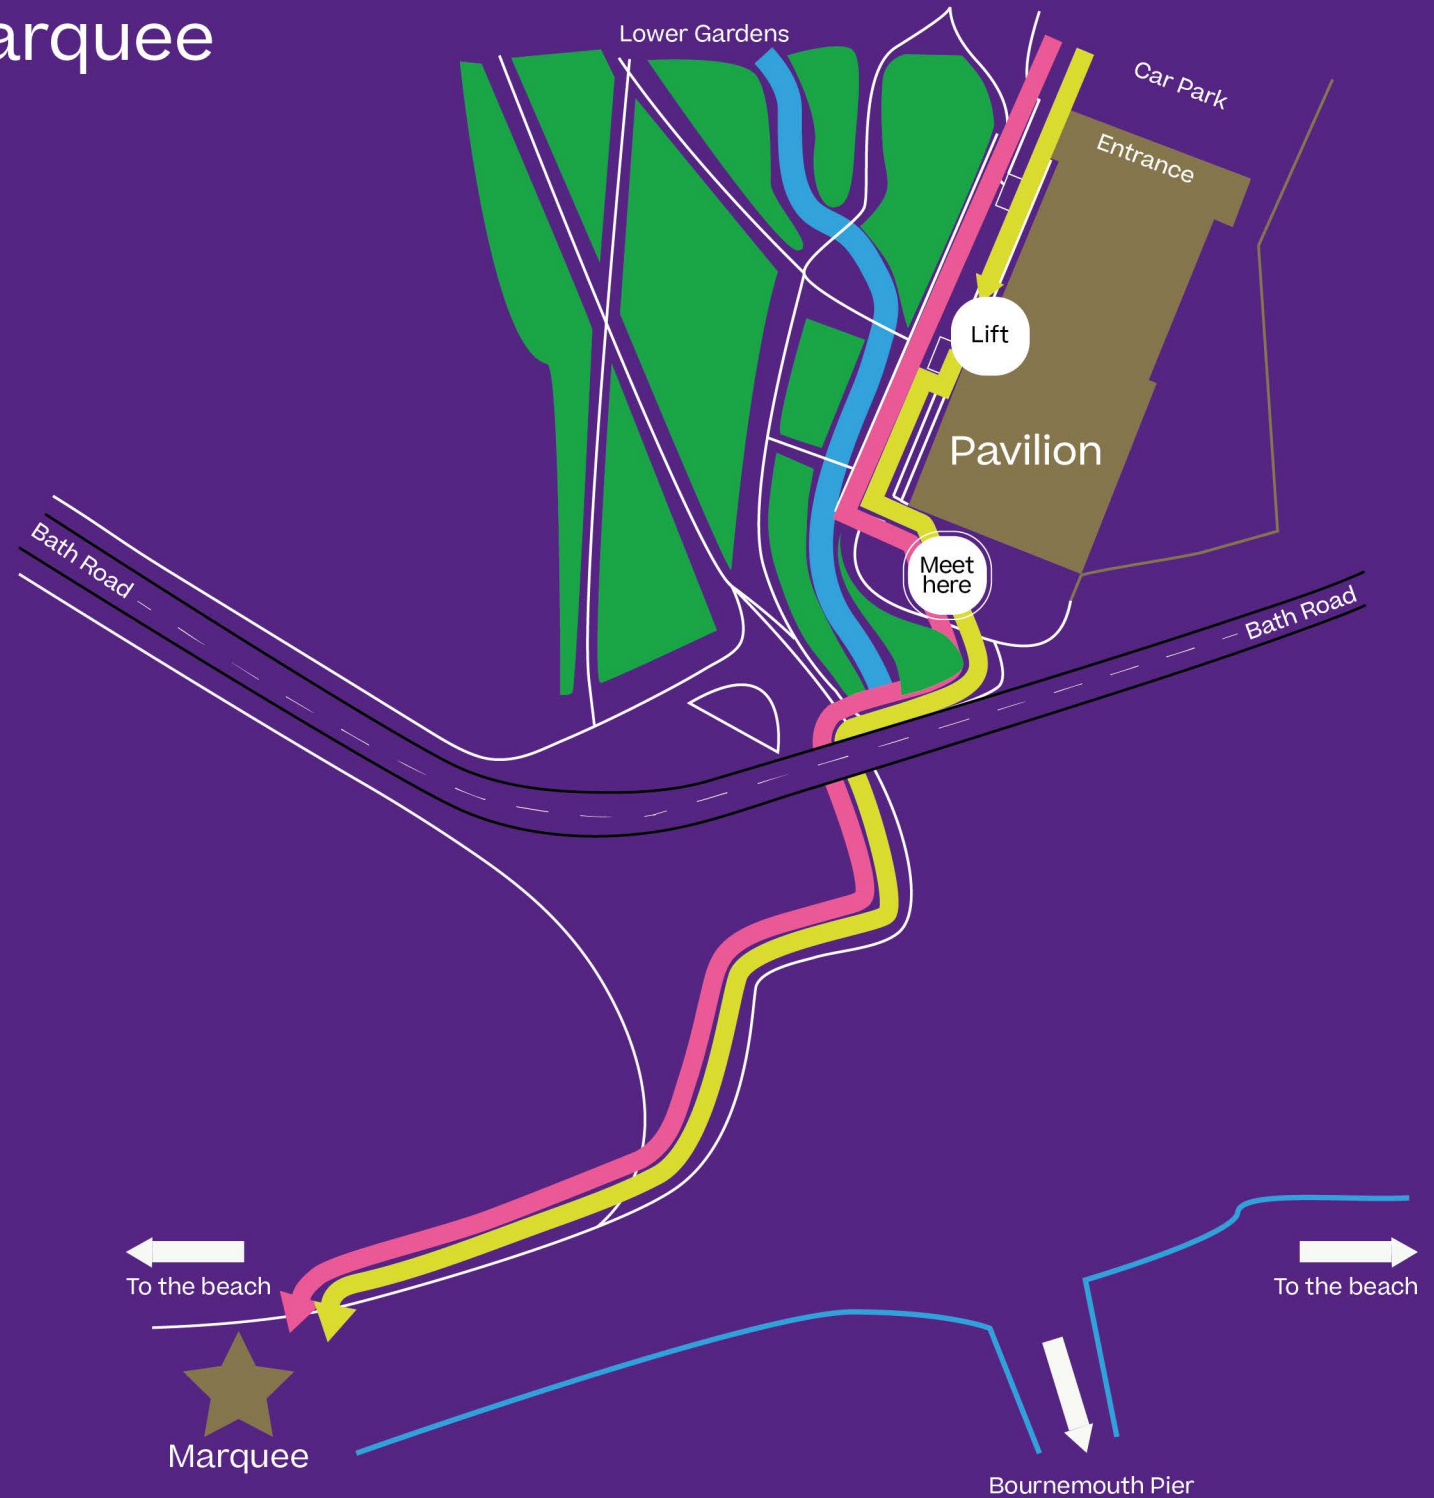 arquee
Lower Gardens
Car Park
Entrance
Lift
Pavilion
Meet
here
Bath Road
Bath Road
To the beach
To the beach
Marquee
Bournemouth Pier